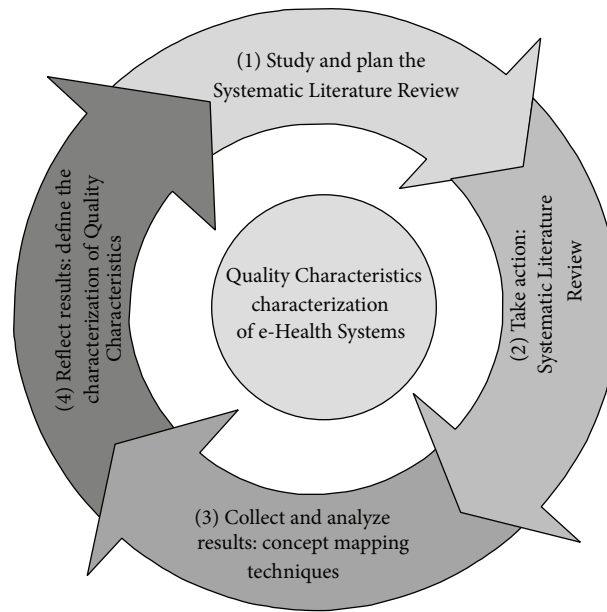 (1) Study and plan the
Systematic Literature Review
(2) Take action:
Systematic Literature
Review
(3) Collect and analyze
results: concept mapping
techniques
(4) Reflect results: define the
characterization of Quality
Characteristics
Quality Characteristics
characterization
of e-Health Systems